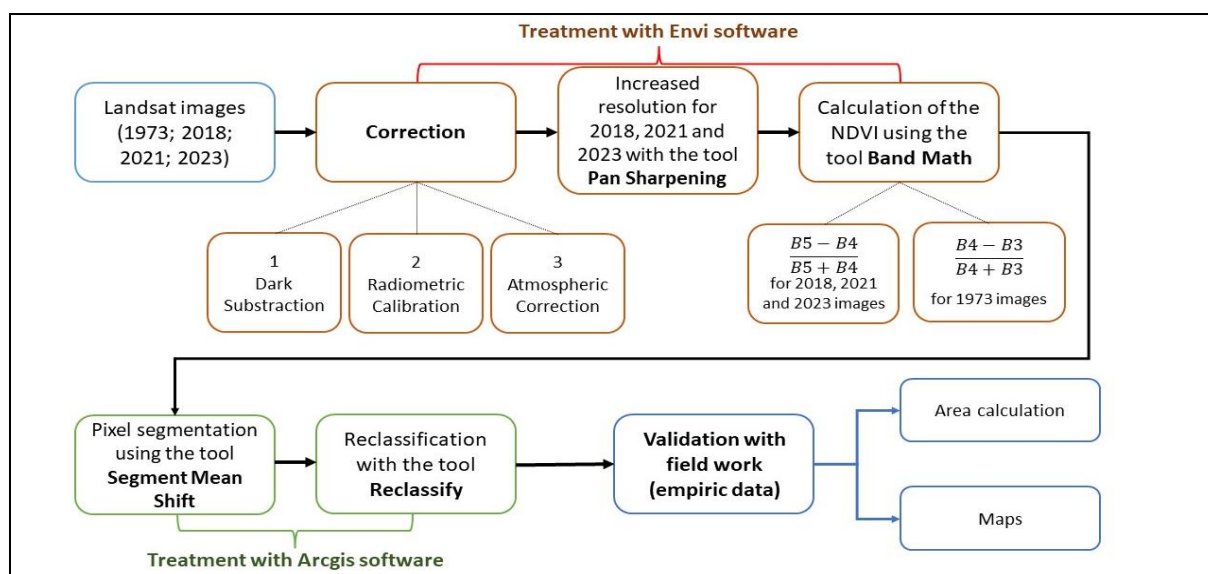 Treatment with Envi software
Landsat images
(1973; 2018;
2021; 2023)
Correction
Increased
resolution for
2018, 2021 and
2023 with the tool
Pan Sharpening
Calculation of the
NDVI using the
tool Band Math
1
Dark
Substraction
2
Radiometric
Calibration
3
Atmospheric
Correction
B5 − B4
B5 + B4
for 2018, 2021
and 2023 images
B4 − B3
B4 + B3
for 1973 images
Pixel segmentation
using the tool
Segment Mean
Shift
Reclassification
with the tool
Reclassify
Validation with
field work
(empiric data)
Area calculation
Maps
Treatment with Arcgis software